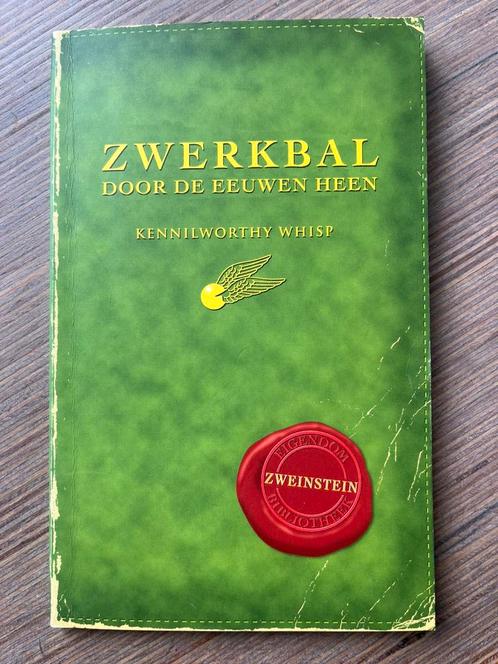 ZWERKBAL
DOOR DE EEUWEN HEEN
KENNILWORTHY WHISP
EIGENDOM
ZWEINSTEIN
BIBLIOTHEEK